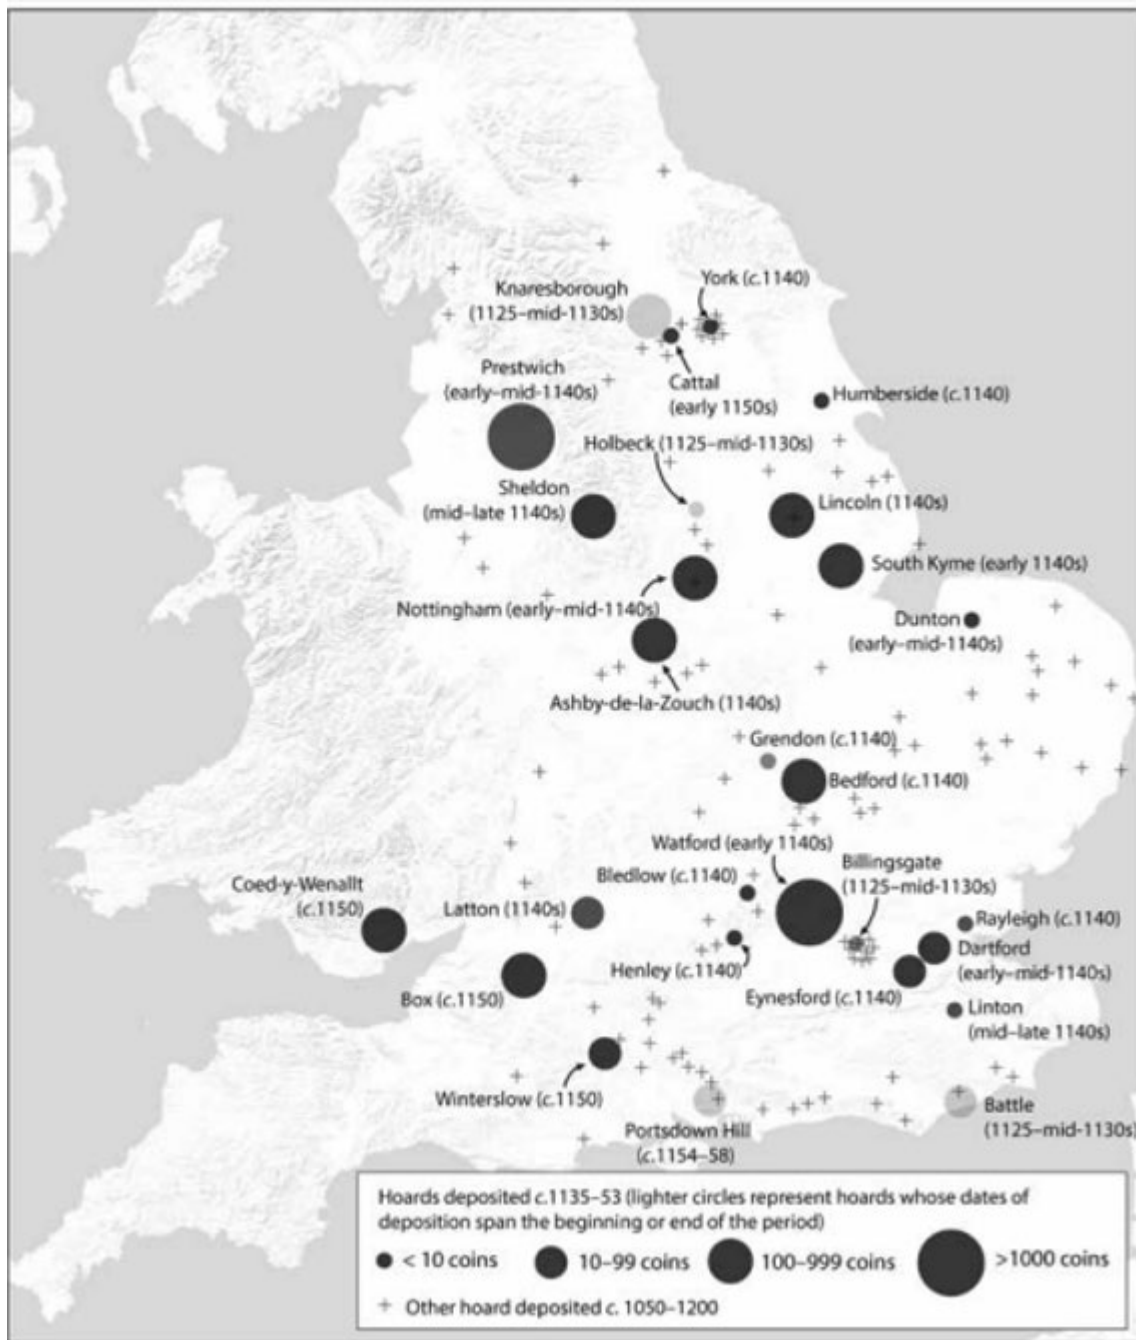 York (c.1140)
Knaresborough
(1125–mid-1130s)
Prestwich
(early–mid-1140s)
Cattal
(early 1150s)
Humberside (c.1140)
Holbeck (1125–mid-1130s)
Sheldon
(mid–late 1140s)
Lincoln (1140s)
South Kyme (early 1140s)
Nottingham (early–mid-1140s)
Dunton
(early–mid-1140s)
Ashby-de-la-Zouch (1140s)
Grendon (c.1140)
Bedford (c.1140)
Watford (early 1140s)
Billingsgate
(1125–mid-1130s)
Bledlow (c.1140)
Coed-y-Wenallt
(c.1150)
Latton (1140s)
Rayleigh (c.1140)
Dartford
(early–mid-1140s)
Henley (c.1140)
Box (c.1150)
Eynesford (c.1140)
Linton
(mid–late 1140s)
Winterslow (c.1150)
Portsdown Hill
(c.1154–58)
Battle
(1125–mid-1130s)
Hoards deposited c.1135–53 (lighter circles represent hoards whose dates of
deposition span the beginning or end of the period)
< 10 coins
10–99 coins
100–999 coins
>1000 coins
Other hoard deposited c. 1050–1200